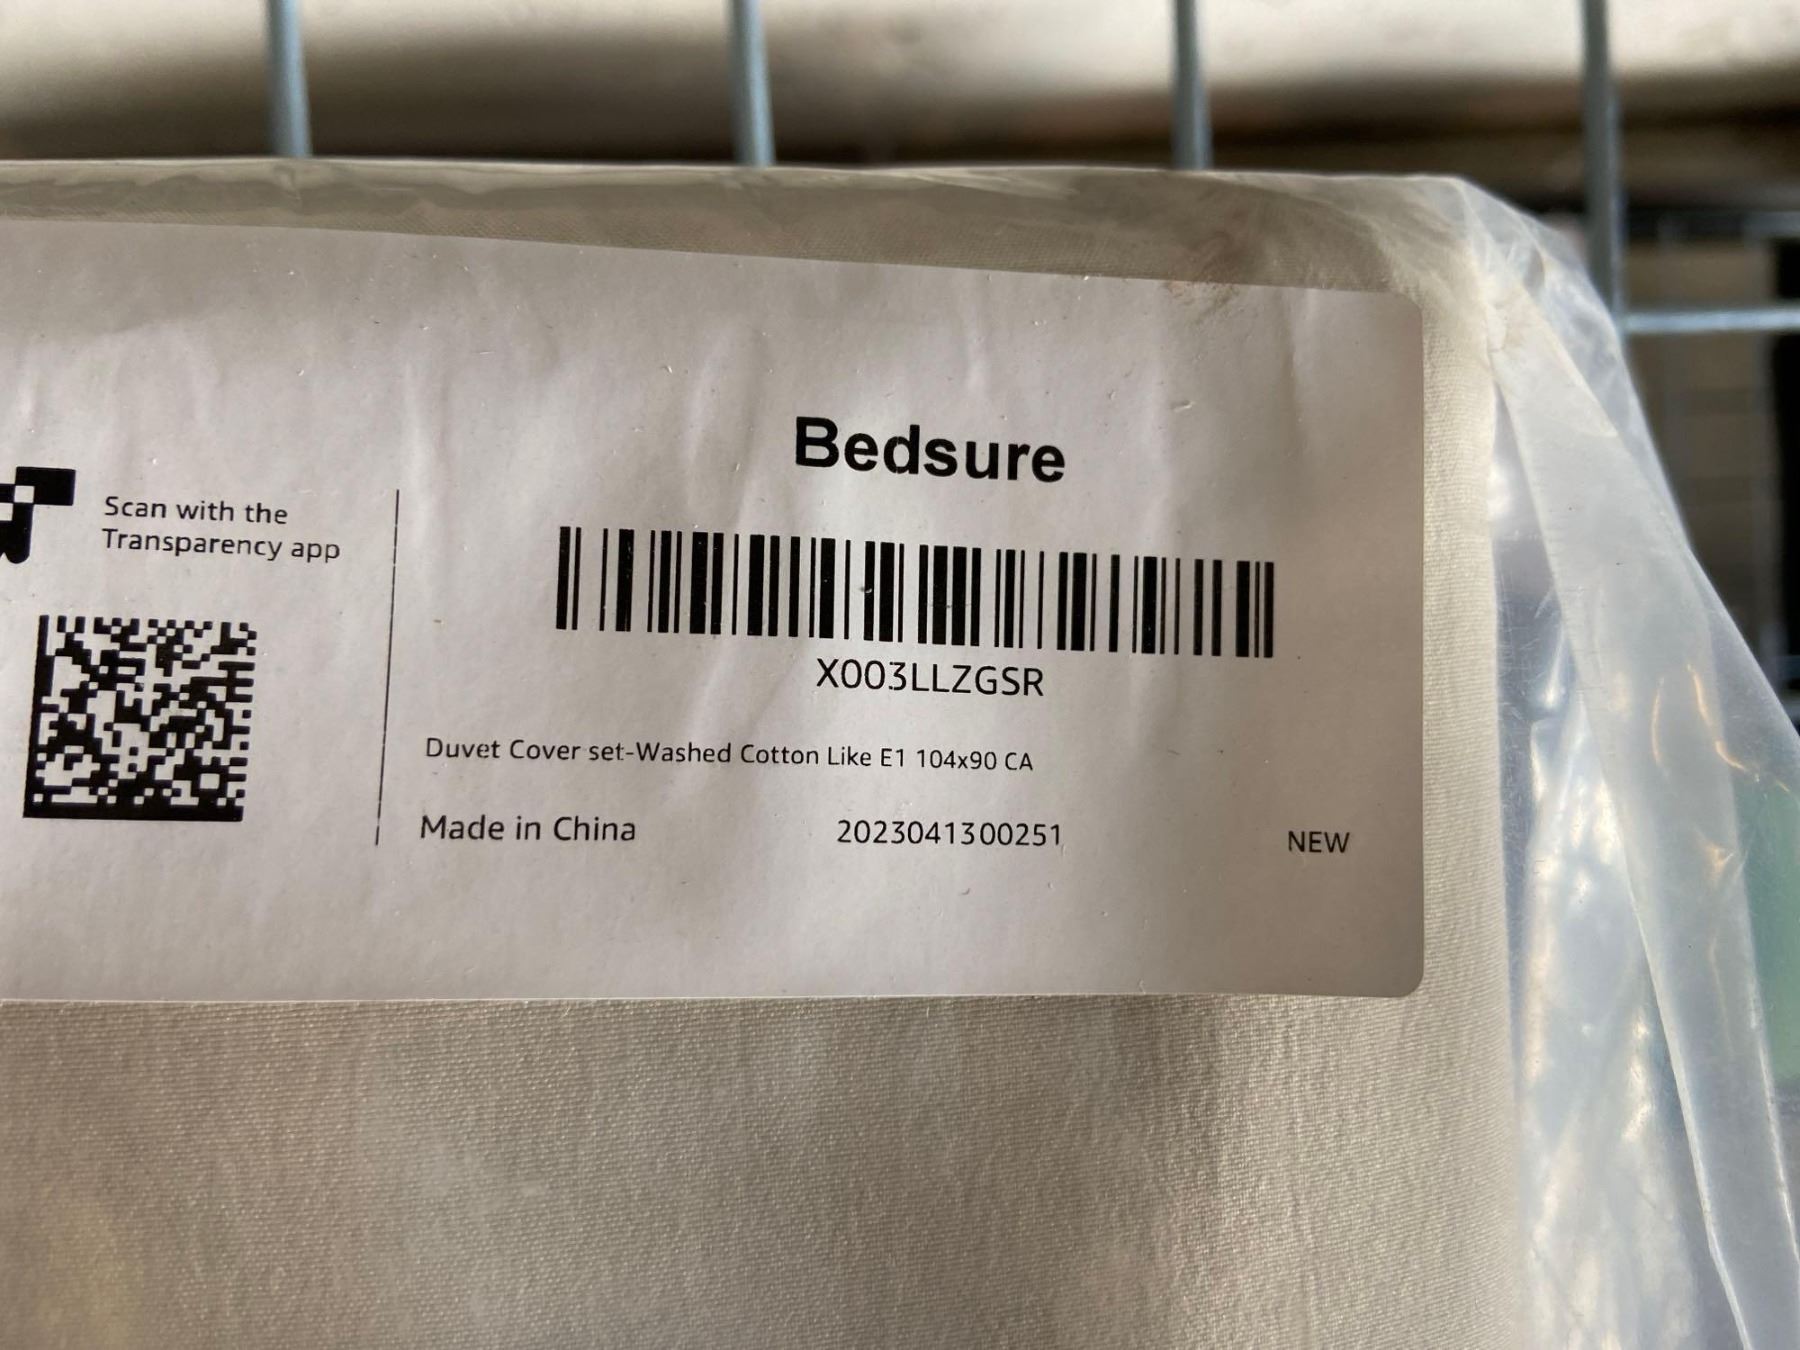 Scan with the
Transparency app
Bedsure
X003LLZGSR
Duvet Cover set-Washed Cotton Like E1 104x90 CA
Made in China 2023041300251 NEW